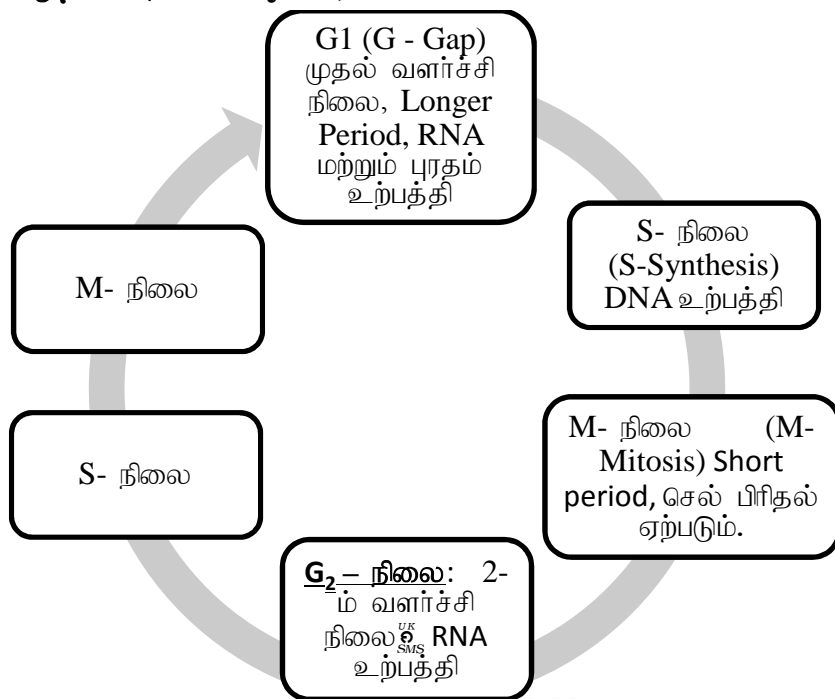 G1 (G - Gap)
முதல் வளர்ச்சி
நிலை, Longer
Period, RNA
மற்றும் புரதம்
உற்பத்தி
S- நிலை
(S-Synthesis)
DNA உற்பத்தி
M- நிலை (M-
Mitosis) Short
period, செல் பிரிதல்
ஏற்படும்.
G₂ – நிலை: 2-
ம் வளர்ச்சி
நிலை RNA
உற்பத்தி
S- நிலை
M- நிலை